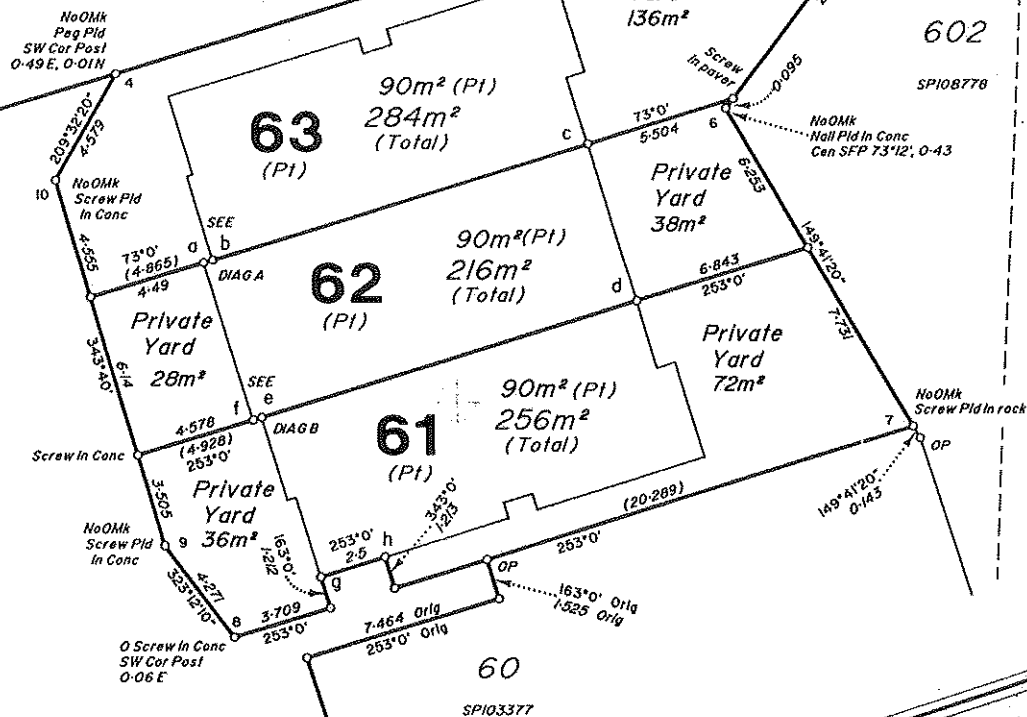 NoOMk
Peg Pld
SW Cor Post
0·49 E, 0·01 N
4
136m²
602
SP108778
Screw
in paver
0·095
90m² (Pt)
284m²
(Total)
63
(Pt)
209°32'20"
4·579
c
73°0'
5·504
6
NoOMk
Nail Pld In Conc
Cen SFP 73°12', 0·43
10
NoOMk
Screw Pld
In Conc
Private
Yard
38m²
6·253
149°41'20"
SEE
a
b
DIAG A
73°0'
(4·865)
4·49
4·565
90m²(Pt)
216m²
(Total)
62
(Pt)
d
6·843
253°0'
Private
Yard
28m²
6·14
343°40'
7·731
Private
Yard
72m²
SEE
f
e
DIAG B
4·578
(4·928)
253°0'
90m² (Pt)
256m²
(Total)
61
(Pt)
NoOMk
Screw Pld In rock
7
OP
149°41'20"
0·143
Screw In Conc
Private
Yard
36m²
3·505
NoOMk
Screw Pld
In Conc
9
(20·289)
253°0'
343°0'
1·213
253°0'
2·5
h
163°0'
1·212
g
OP
163°0' Orig
1·525 Orig
4·271
323°12'10"
3·709
253°0'
8
O Screw In Conc
SW Cor Post
0·06 E
7·464 Orig
253°0' Orig
60
SP103377